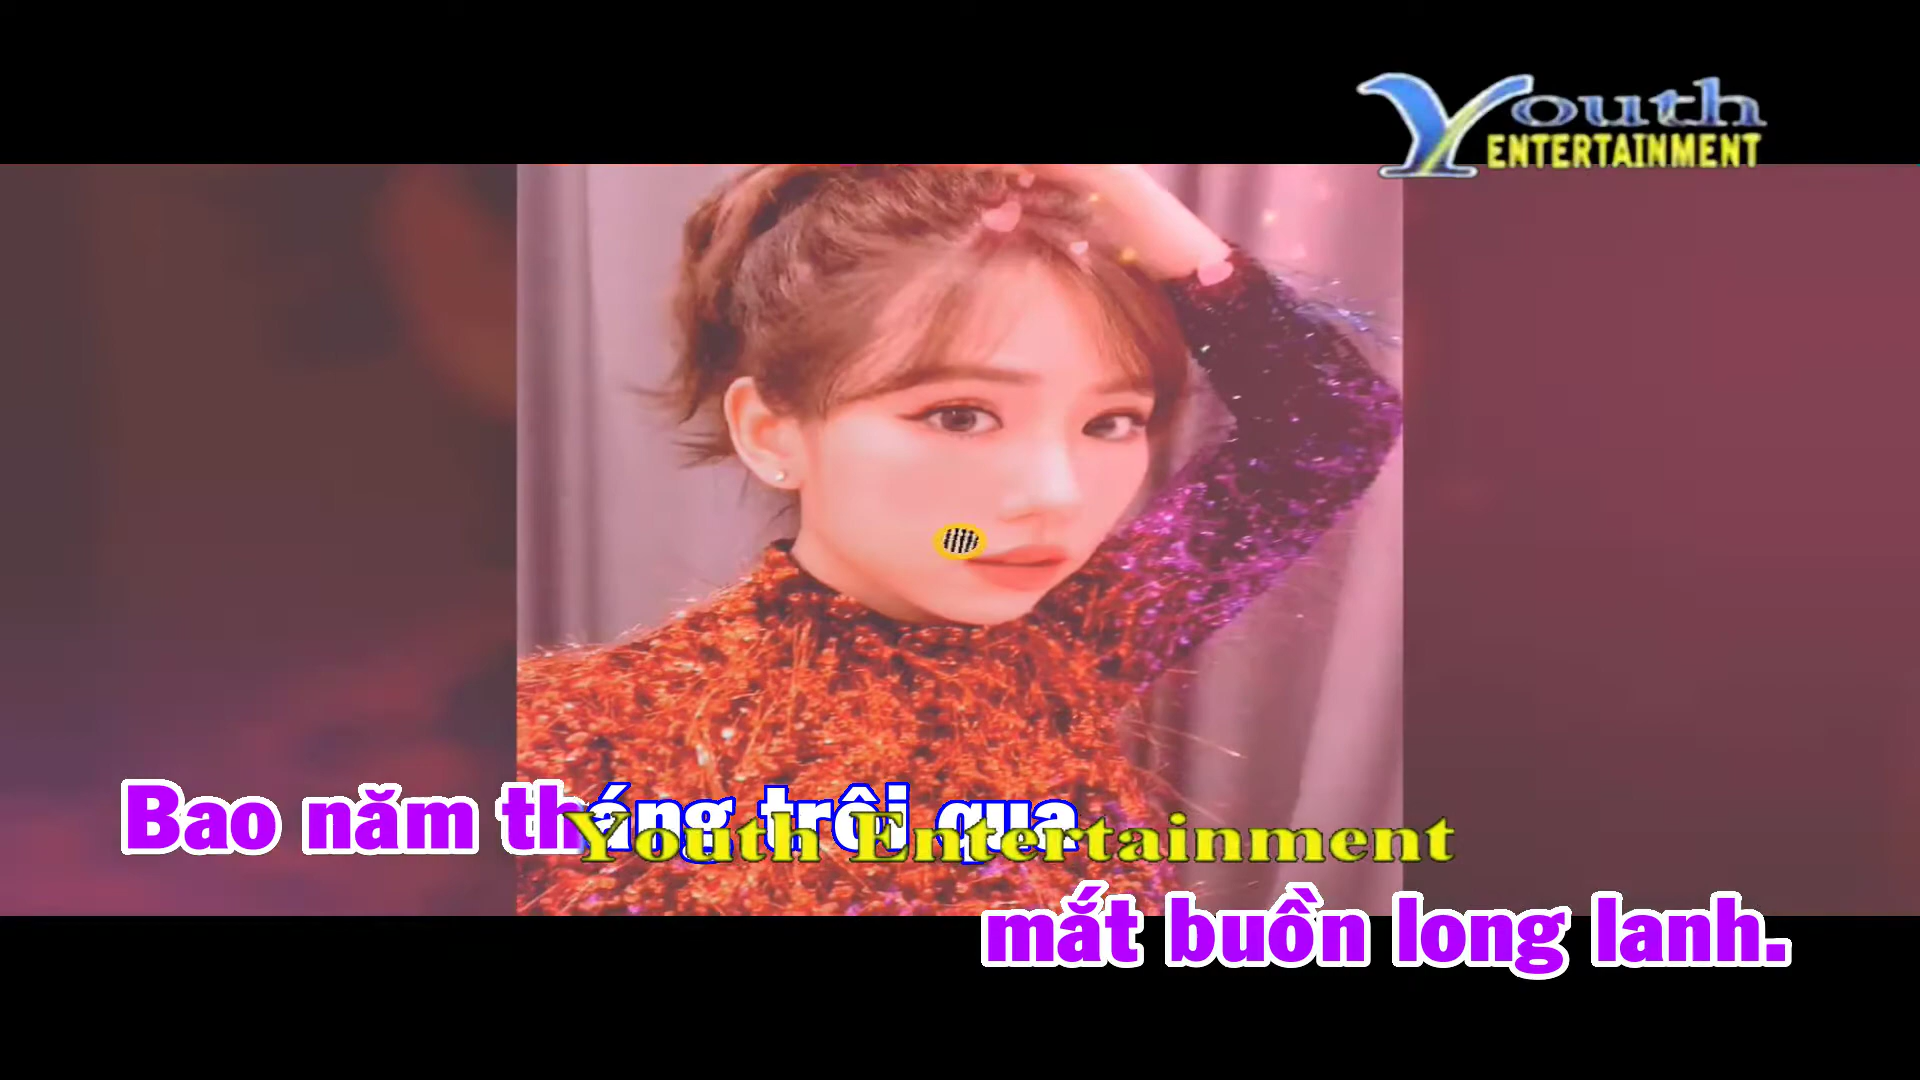 Youth
ENTERTAINMENT
Bao năm tháng trôi qua
Youth Entertainment
mắt buồn long lanh.